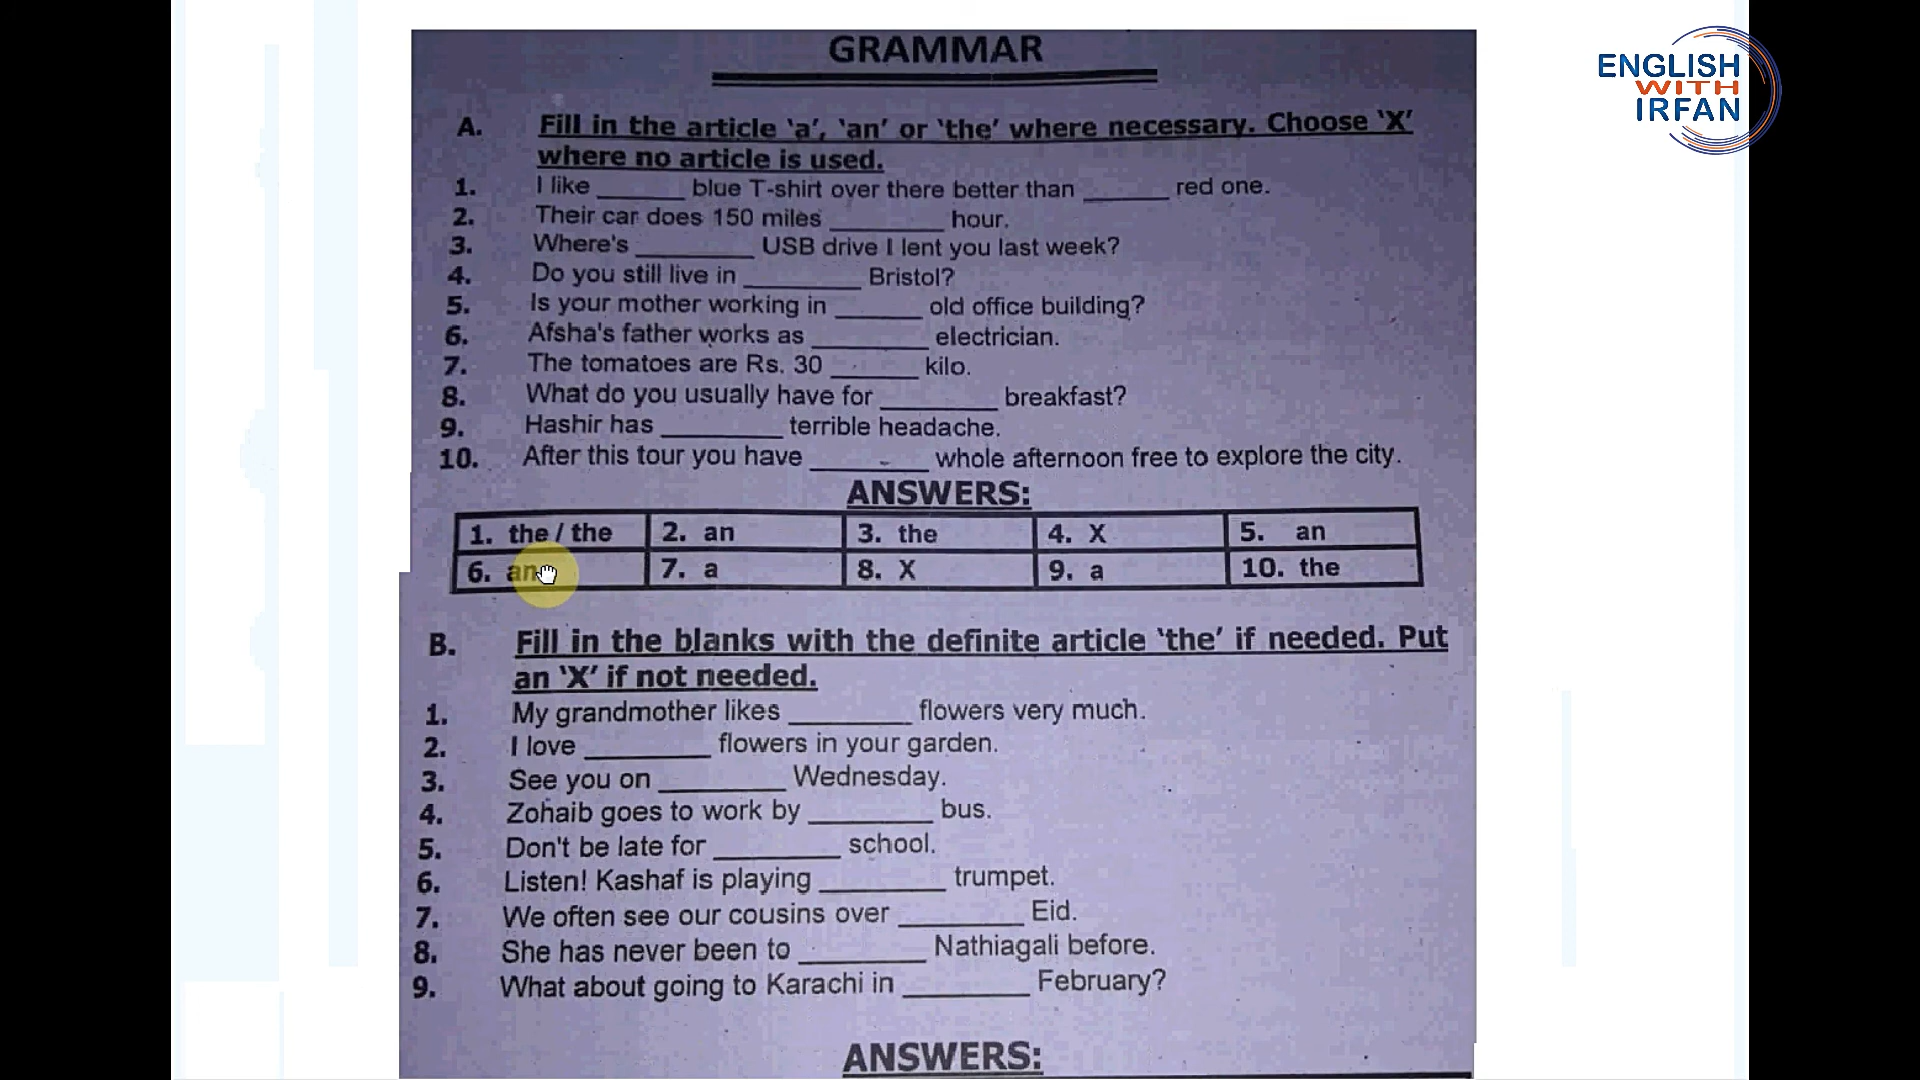 GRAMMAR
ENGLISH
WITH
IRFAN
A. Fill in the article ‘a’, ‘an’ or ‘the’ where necessary. Choose ‘X’
where no article is used.
1. I like ______ blue T-shirt over there better than ______ red one.
2. Their car does 150 miles ________ hour.
3. Where's ________ USB drive I lent you last week?
4. Do you still live in ________ Bristol?
5. Is your mother working in ______ old office building?
6. Afsha's father works as ________ electrician.
7. The tomatoes are Rs. 30 ______ kilo.
8. What do you usually have for ________ breakfast?
9. Hashir has ________ terrible headache.
10. After this tour you have ________ whole afternoon free to explore the city.
ANSWERS:
1. the / the 2. an 3. the 4. X 5. an
6. an 7. a 8. X 9. a 10. the
B. Fill in the blanks with the definite article ‘the’ if needed. Put
an ‘X’ if not needed.
1. My grandmother likes ________ flowers very much.
2. I love ________ flowers in your garden.
3. See you on ________ Wednesday.
4. Zohaib goes to work by ________ bus.
5. Don't be late for ________ school.
6. Listen! Kashaf is playing ________ trumpet.
7. We often see our cousins over ________ Eid.
8. She has never been to ________ Nathiagali before.
9. What about going to Karachi in ________ February?
ANSWERS: